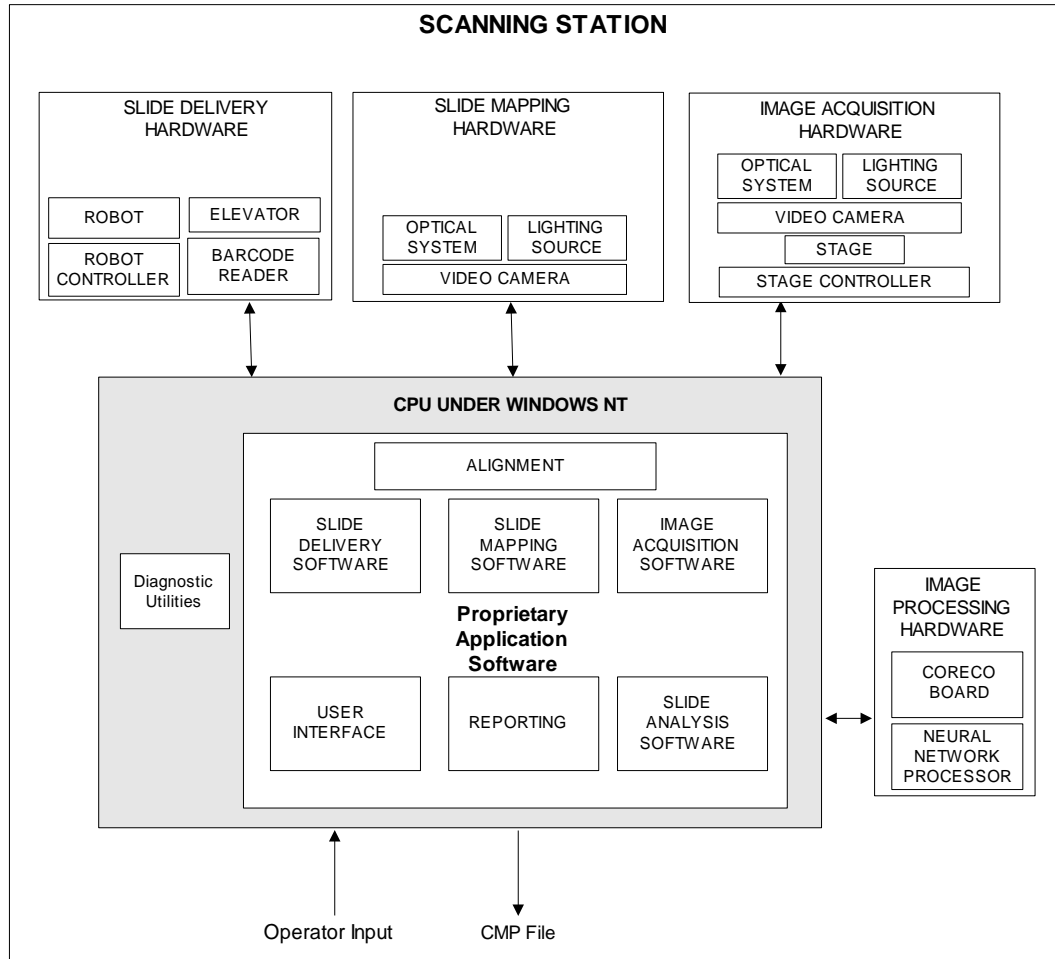 SCANNING STATION
SLIDE DELIVERY
HARDWARE
ROBOT
ELEVATOR
ROBOT
CONTROLLER
BARCODE
READER
SLIDE MAPPING
HARDWARE
OPTICAL
SYSTEM
LIGHTING
SOURCE
VIDEO CAMERA
IMAGE ACQUISITION
HARDWARE
OPTICAL
SYSTEM
LIGHTING
SOURCE
VIDEO CAMERA
STAGE
STAGE CONTROLLER
CPU UNDER WINDOWS NT
ALIGNMENT
SLIDE
DELIVERY
SOFTWARE
SLIDE
MAPPING
SOFTWARE
IMAGE
ACQUISITION
SOFTWARE
Diagnostic
Utilities
Proprietary
Application
Software
USER
INTERFACE
REPORTING
SLIDE
ANALYSIS
SOFTWARE
IMAGE
PROCESSING
HARDWARE
CORECO
BOARD
NEURAL
NETWORK
PROCESSOR
Operator Input
CMP File